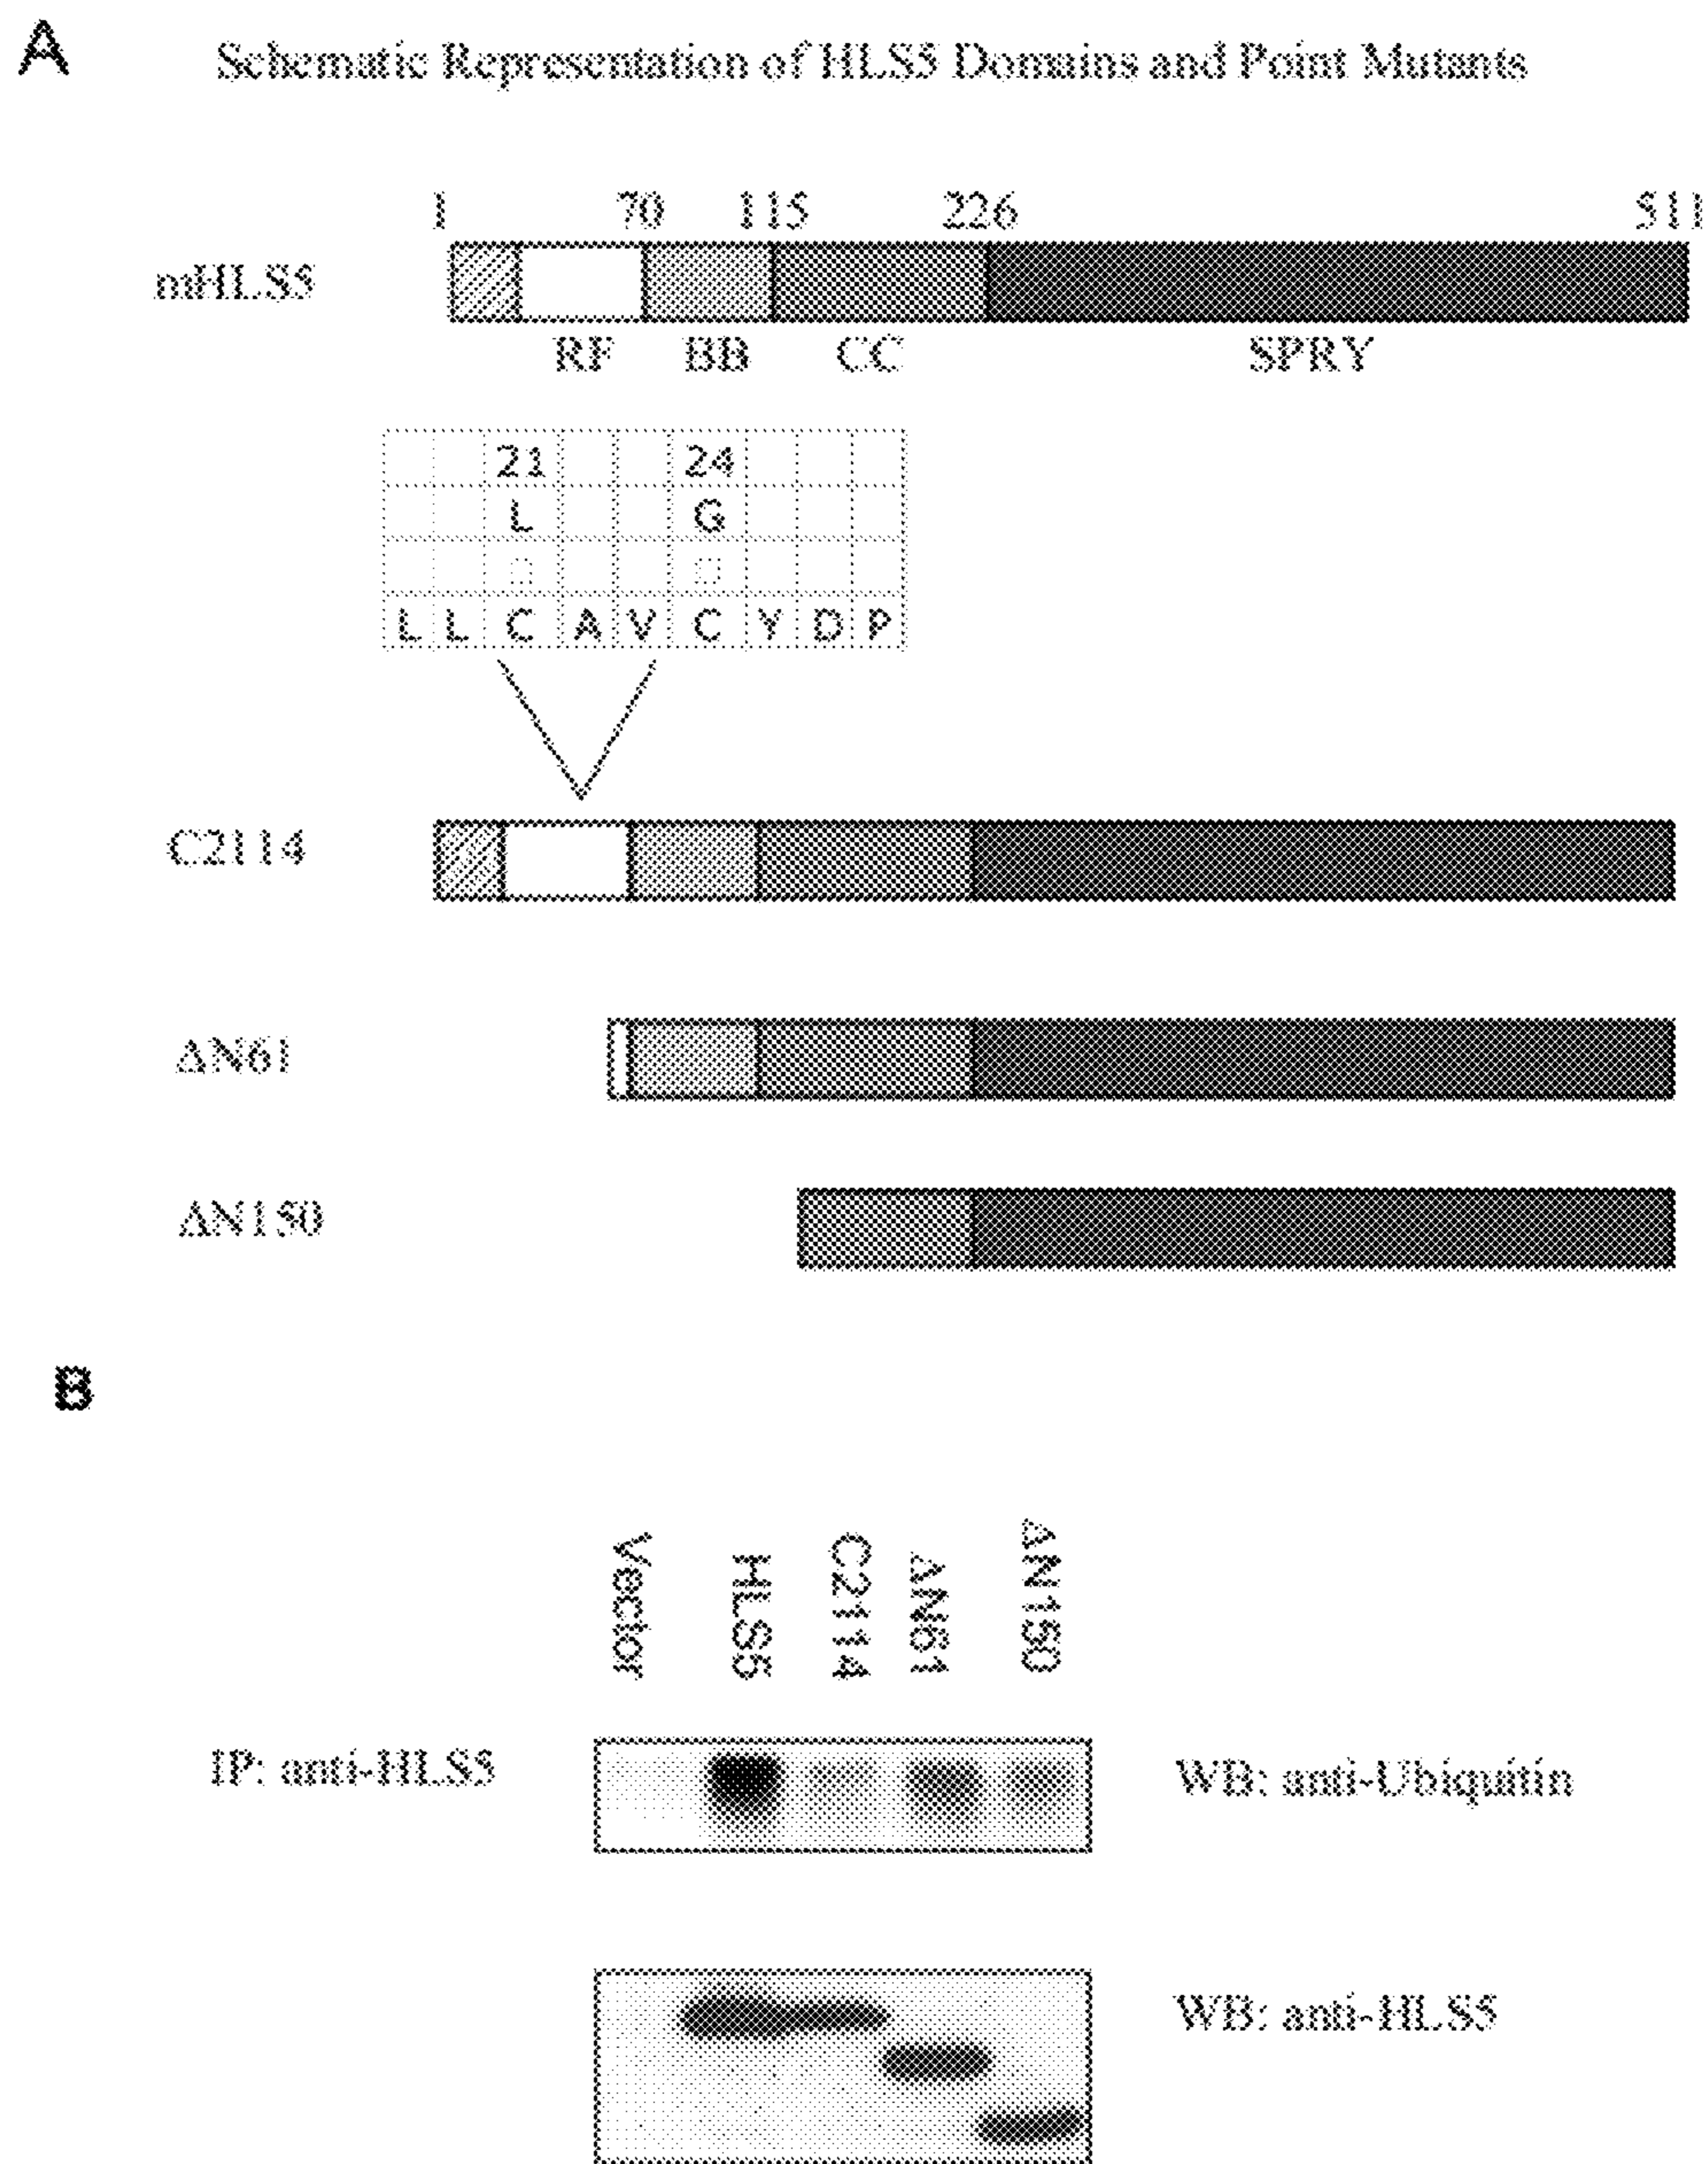 A
Schematic Representation of HLS5 Domains and Point Mutants
1 70 115 226 511
mHLS5
RF BB CC SPRY
21 24
L G
L L C A V C Y D P
C2114
ΔN61
ΔN150
B
Vector HLS5 C2114 ΔN61 ΔN150
IP: anti-HLS5 WB: anti-Ubiquitin
WB: anti-HLS5